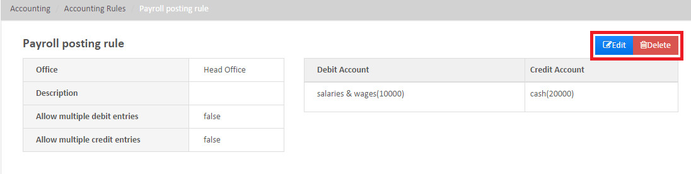 Accounting Accounting Rules Payroll posting rule
Payroll posting rule
Edit Delete
Office Head Office
Description
Allow multiple debit entries false
Allow multiple credit entries false
Debit Account Credit Account
salaries & wages(10000) cash(20000)